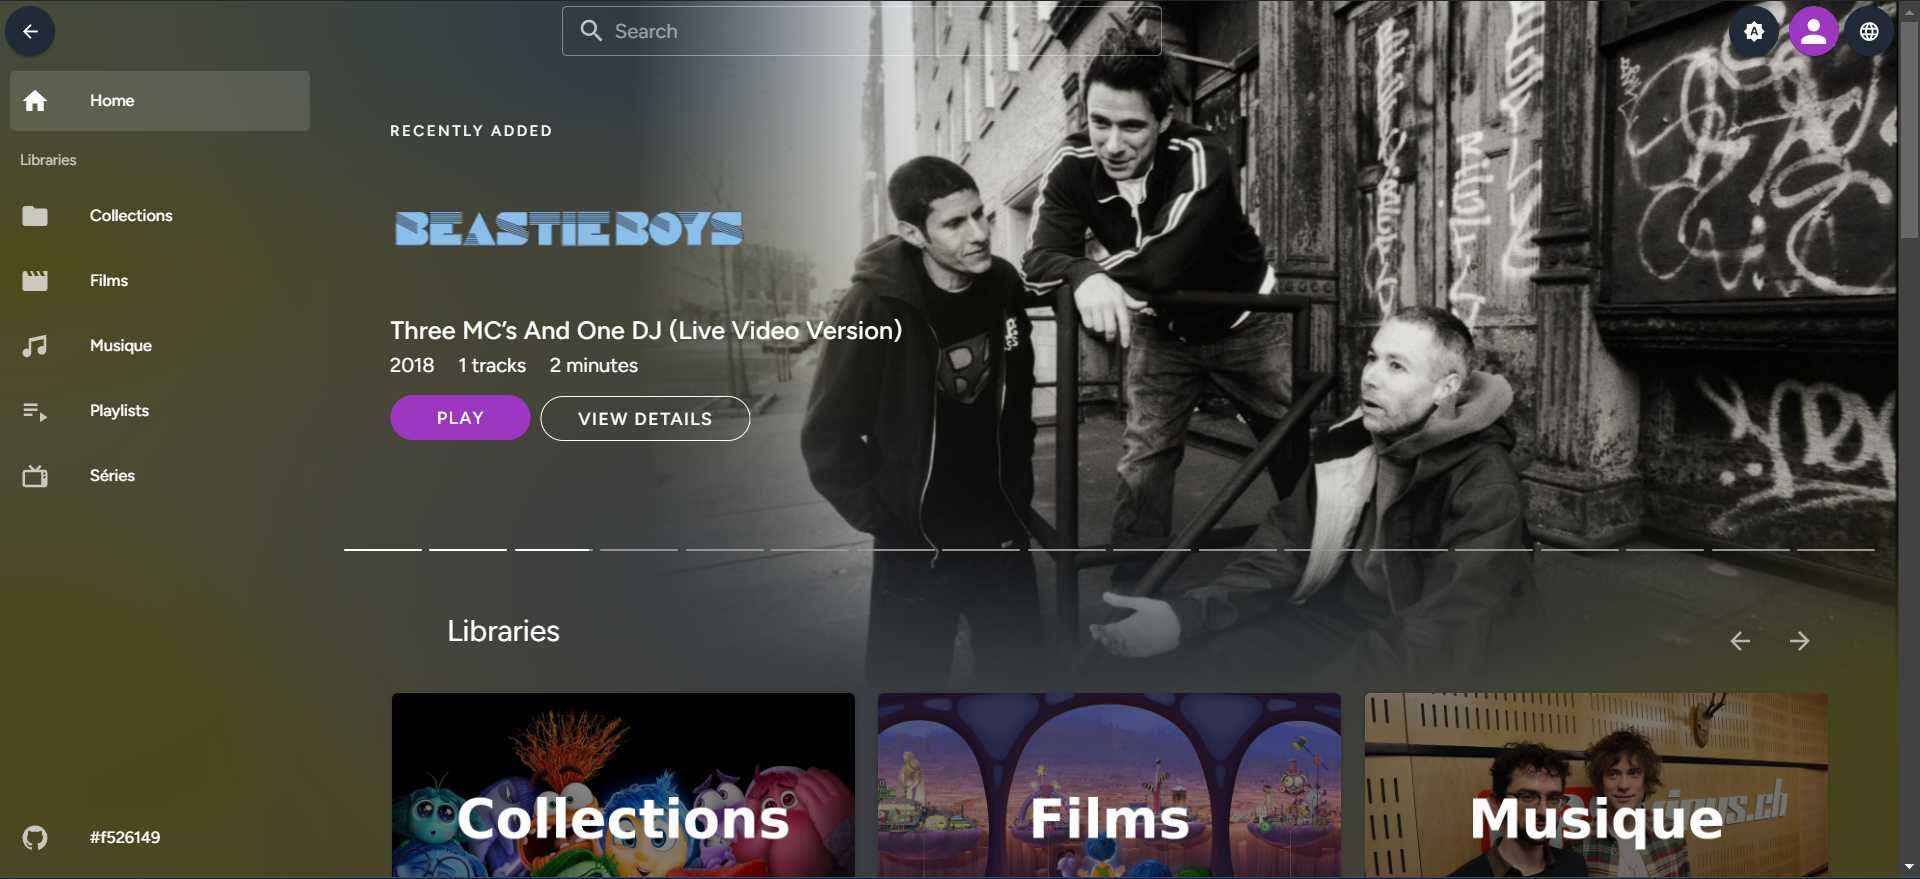 Search
Home
Libraries
Collections
Films
Musique
Playlists
Séries
#f526149
RECENTLY ADDED
BEASTIE BOYS
Three MC's And One DJ (Live Video Version)
2018 1 tracks 2 minutes
PLAY VIEW DETAILS
Libraries
Collections
Films
Musique